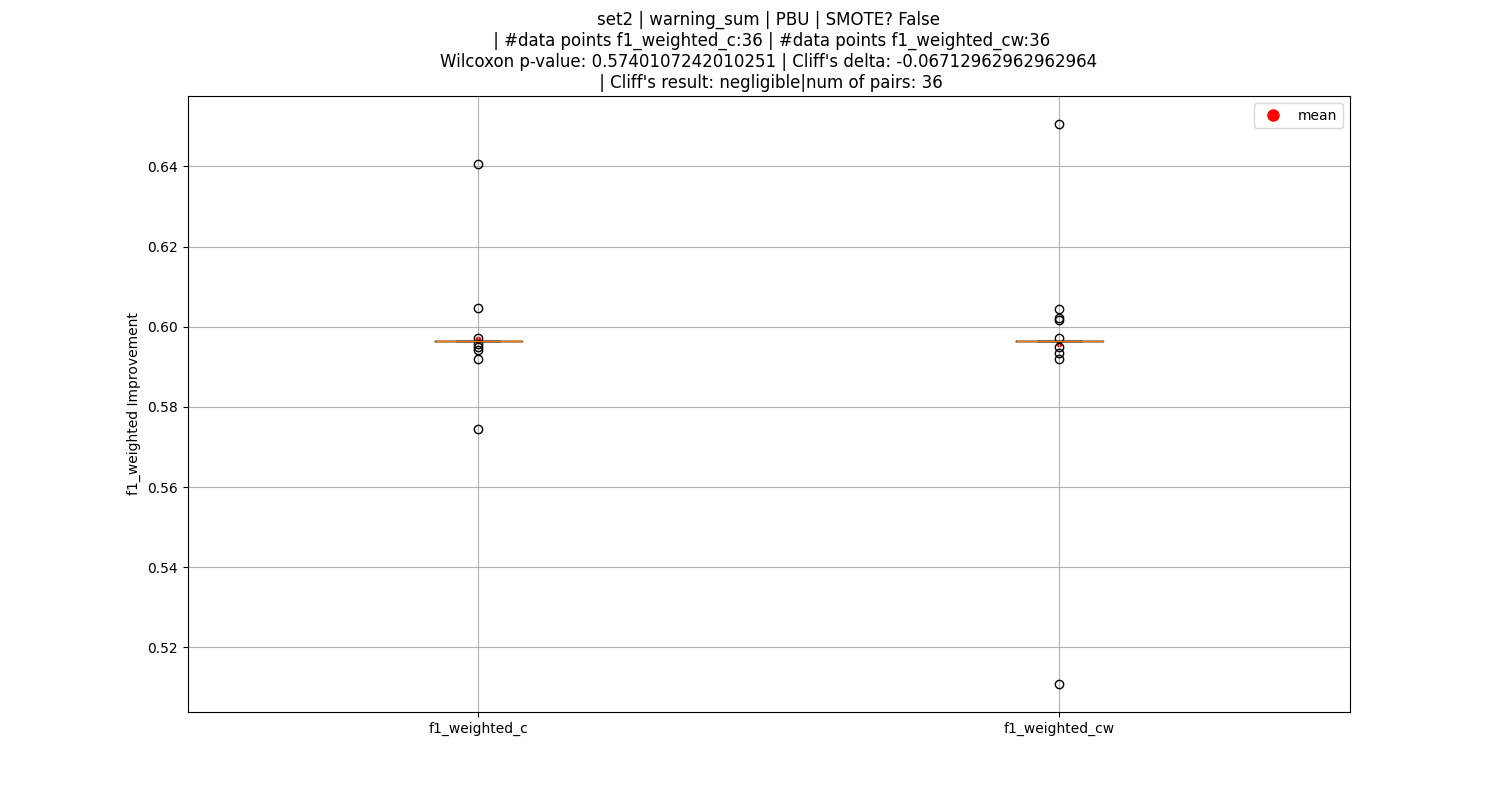 set2 | warning_sum | PBU | SMOTE? False
| #data points f1_weighted_c:36 | #data points f1_weighted_cw:36
Wilcoxon p-value: 0.5740107242010251 | Cliff's delta: -0.06712962962962964
| Cliff's result: negligible|num of pairs: 36
mean
0.64
0.62
0.60
0.58
0.56
0.54
0.52
f1_weighted Improvement
f1_weighted_c
f1_weighted_cw